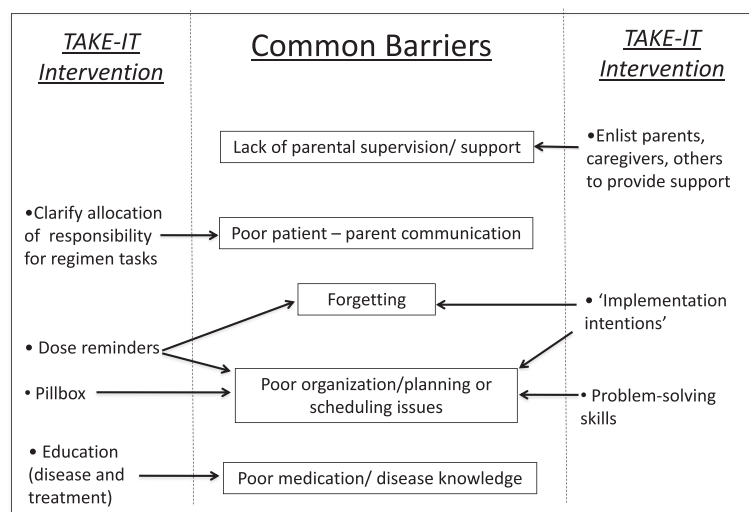 TAKE-IT
Intervention
Common Barriers
TAKE-IT
Intervention
Lack of parental supervision/ support
•Enlist parents,
caregivers, others
to provide support
•Clarify allocation
of responsibility
for regimen tasks
Poor patient – parent communication
Forgetting
• ‘Implementation
intentions’
• Dose reminders
• Pillbox
Poor organization/planning or
scheduling issues
• Problem-solving
skills
• Education
(disease and
treatment)
Poor medication/ disease knowledge